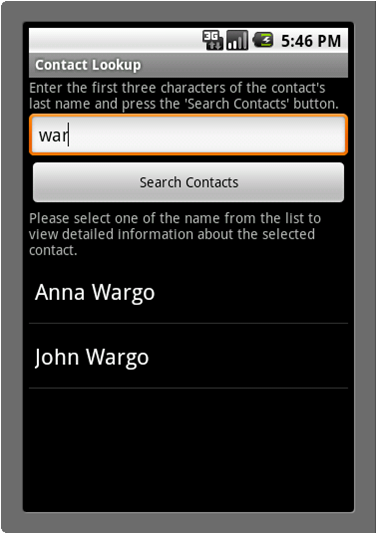 3G 5:46 PM
Contact Lookup
Enter the first three characters of the contact's
last name and press the 'Search Contacts' button.
war
Search Contacts
Please select one of the name from the list to
view detailed information about the selected
contact.
Anna Wargo
John Wargo